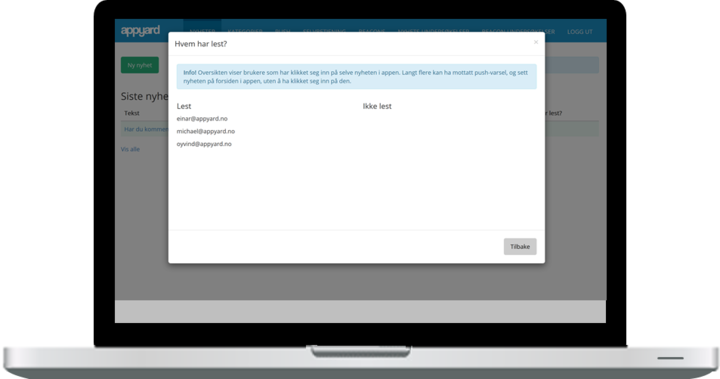 appyard
LOGG UT
Hvem har lest?
×
Ny nyhet
Info! Oversikten viser brukere som har klikket seg inn på selve nyheten i appen. Langt flere kan ha mottatt push-varsel, og sett
nyheten på forsiden i appen, uten å ha klikket seg inn på den.
Siste nyhe
Lest
Ikke lest
Tekst
lest?
einar@appyard.no
Har du kommen
michael@appyard.no
oyvind@appyard.no
Vis alle
Tilbake